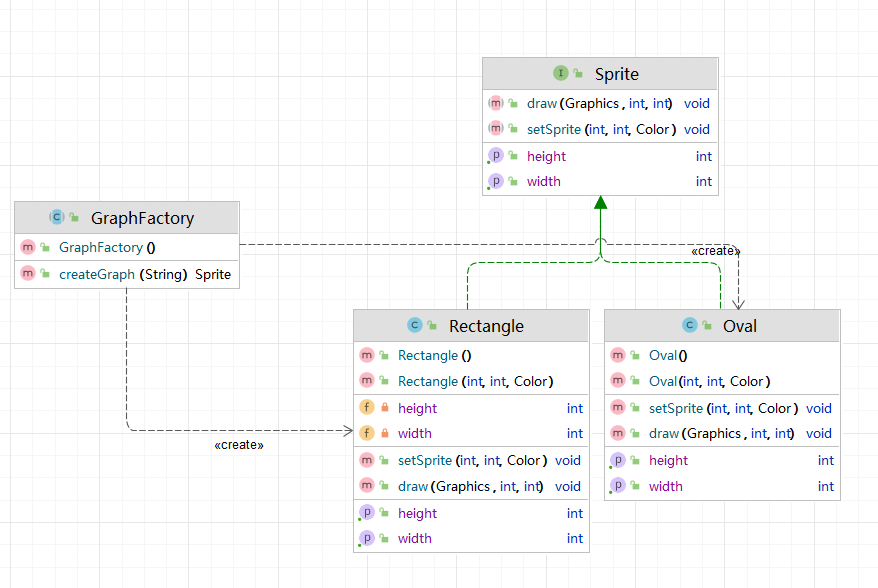 Sprite
draw(Graphics, int, int) void
setSprite(int, int, Color) void
height int
width int
GraphFactory
GraphFactory()
createGraph(String) Sprite
«create»
«create»
Rectangle
Rectangle()
Rectangle(int, int, Color)
height int
width int
setSprite(int, int, Color) void
draw(Graphics, int, int) void
height int
width int
Oval
Oval()
Oval(int, int, Color)
setSprite(int, int, Color) void
draw(Graphics, int, int) void
height int
width int